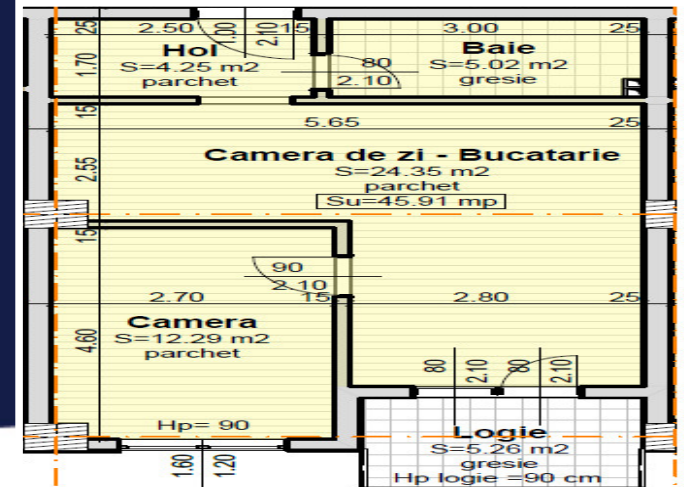 25
2.50
1.00
2.10
15
3.00
25
Hol
S=4.25 m2
parchet
1.70
80
2.10
Baie
S=5.02 m2
gresie
15
5.65
25
Camera de zi - Bucatarie
S=24.35 m2
parchet
Su=45.91 mp
2.55
15
90
2.10
2.70
15
2.80
25
Camera
S=12.29 m2
parchet
4.60
80
2.10
80
2.10
Hp= 90
Logie
S=5.26 m2
gresie
Hp logie =90 cm
1.60
1.20